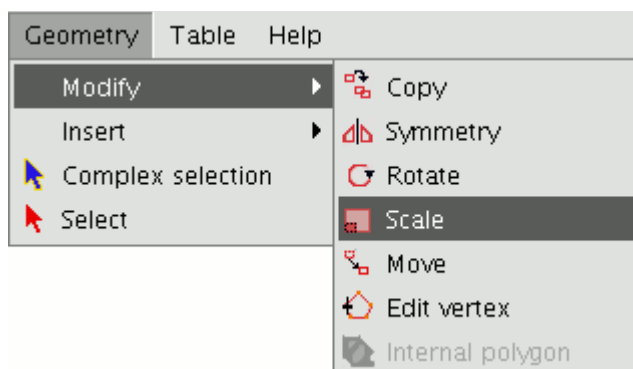 Geometry Table Help
Modify
Insert
Complex selection
Select
Copy
Symmetry
Rotate
Scale
Move
Edit vertex
Internal polygon